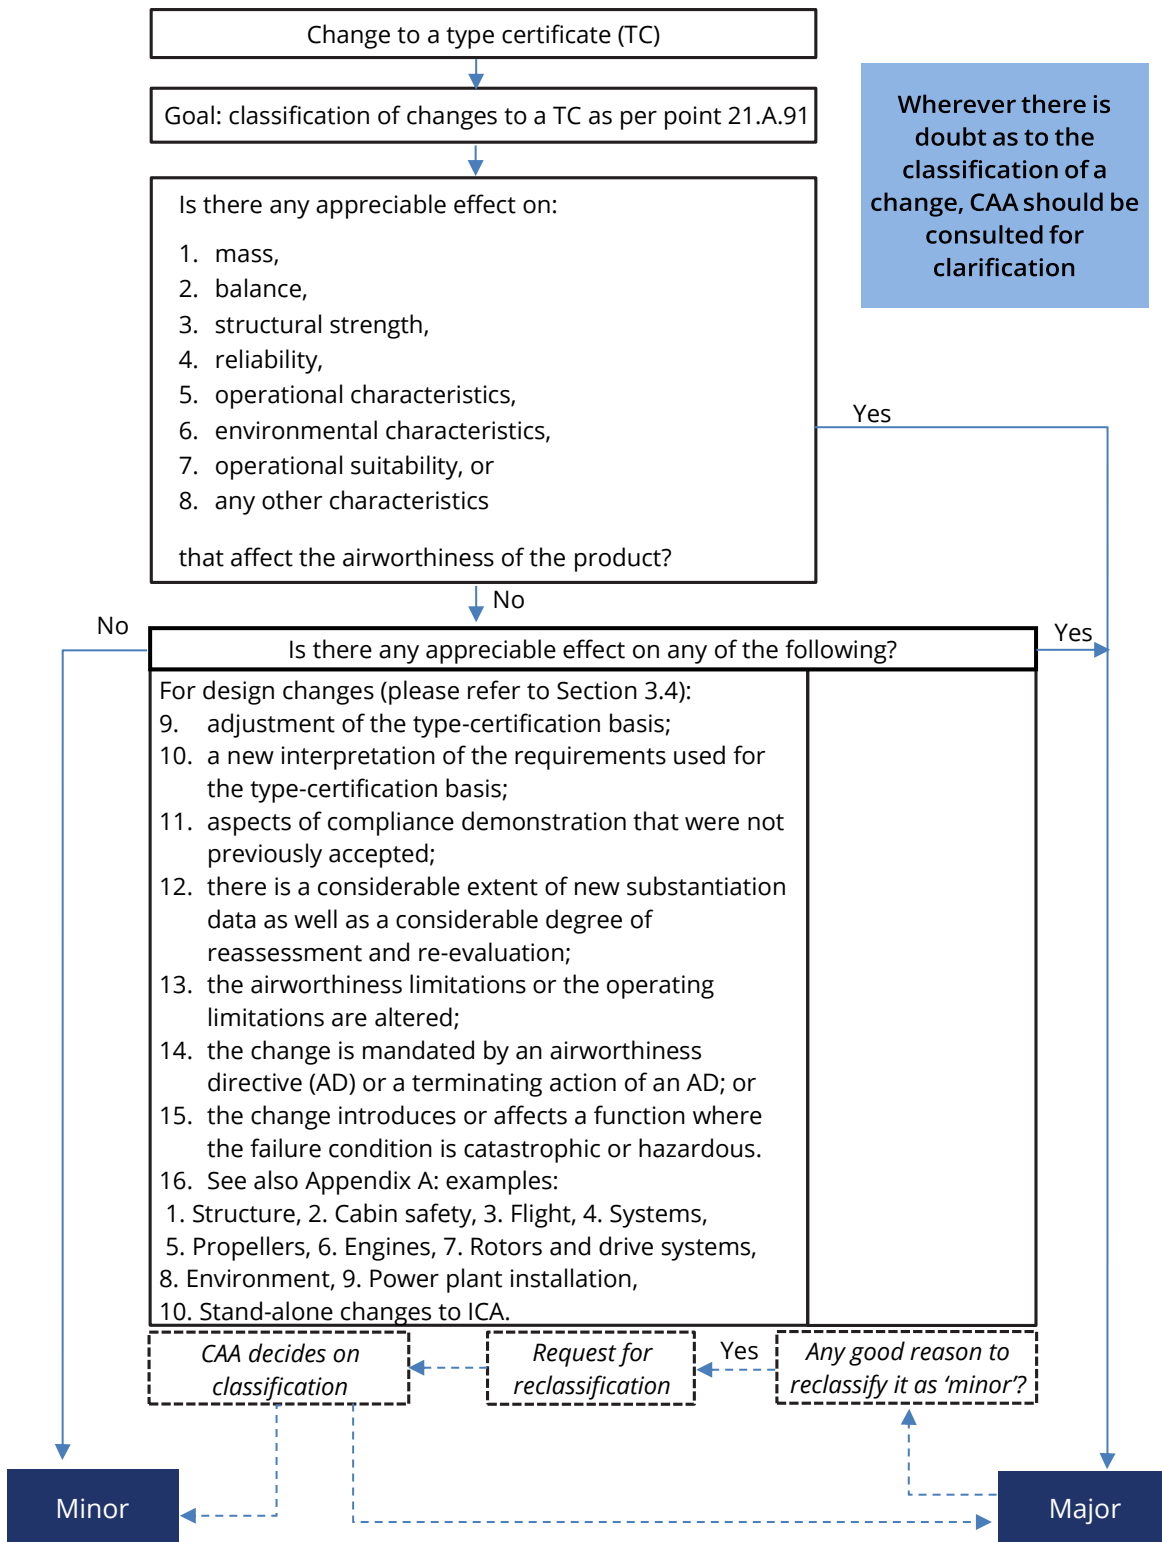 Change to a type certificate (TC)
Goal: classification of changes to a TC as per point 21.A.91
Wherever there is
doubt as to the
classification of a
change, CAA should be
consulted for
clarification
Is there any appreciable effect on:
1. mass,
2. balance,
3. structural strength,
4. reliability,
5. operational characteristics,
6. environmental characteristics,
7. operational suitability, or
8. any other characteristics
that affect the airworthiness of the product?
Yes
No
No
Is there any appreciable effect on any of the following?
Yes
For design changes (please refer to Section 3.4):
9. adjustment of the type-certification basis;
10. a new interpretation of the requirements used for
the type-certification basis;
11. aspects of compliance demonstration that were not
previously accepted;
12. there is a considerable extent of new substantiation
data as well as a considerable degree of
reassessment and re-evaluation;
13. the airworthiness limitations or the operating
limitations are altered;
14. the change is mandated by an airworthiness
directive (AD) or a terminating action of an AD; or
15. the change introduces or affects a function where
the failure condition is catastrophic or hazardous.
16. See also Appendix A: examples:
1. Structure, 2. Cabin safety, 3. Flight, 4. Systems,
5. Propellers, 6. Engines, 7. Rotors and drive systems,
8. Environment, 9. Power plant installation,
10. Stand-alone changes to ICA.
CAA decides on
classification
Request for
reclassification
Yes
Any good reason to
reclassify it as ‘minor’?
Minor
Major